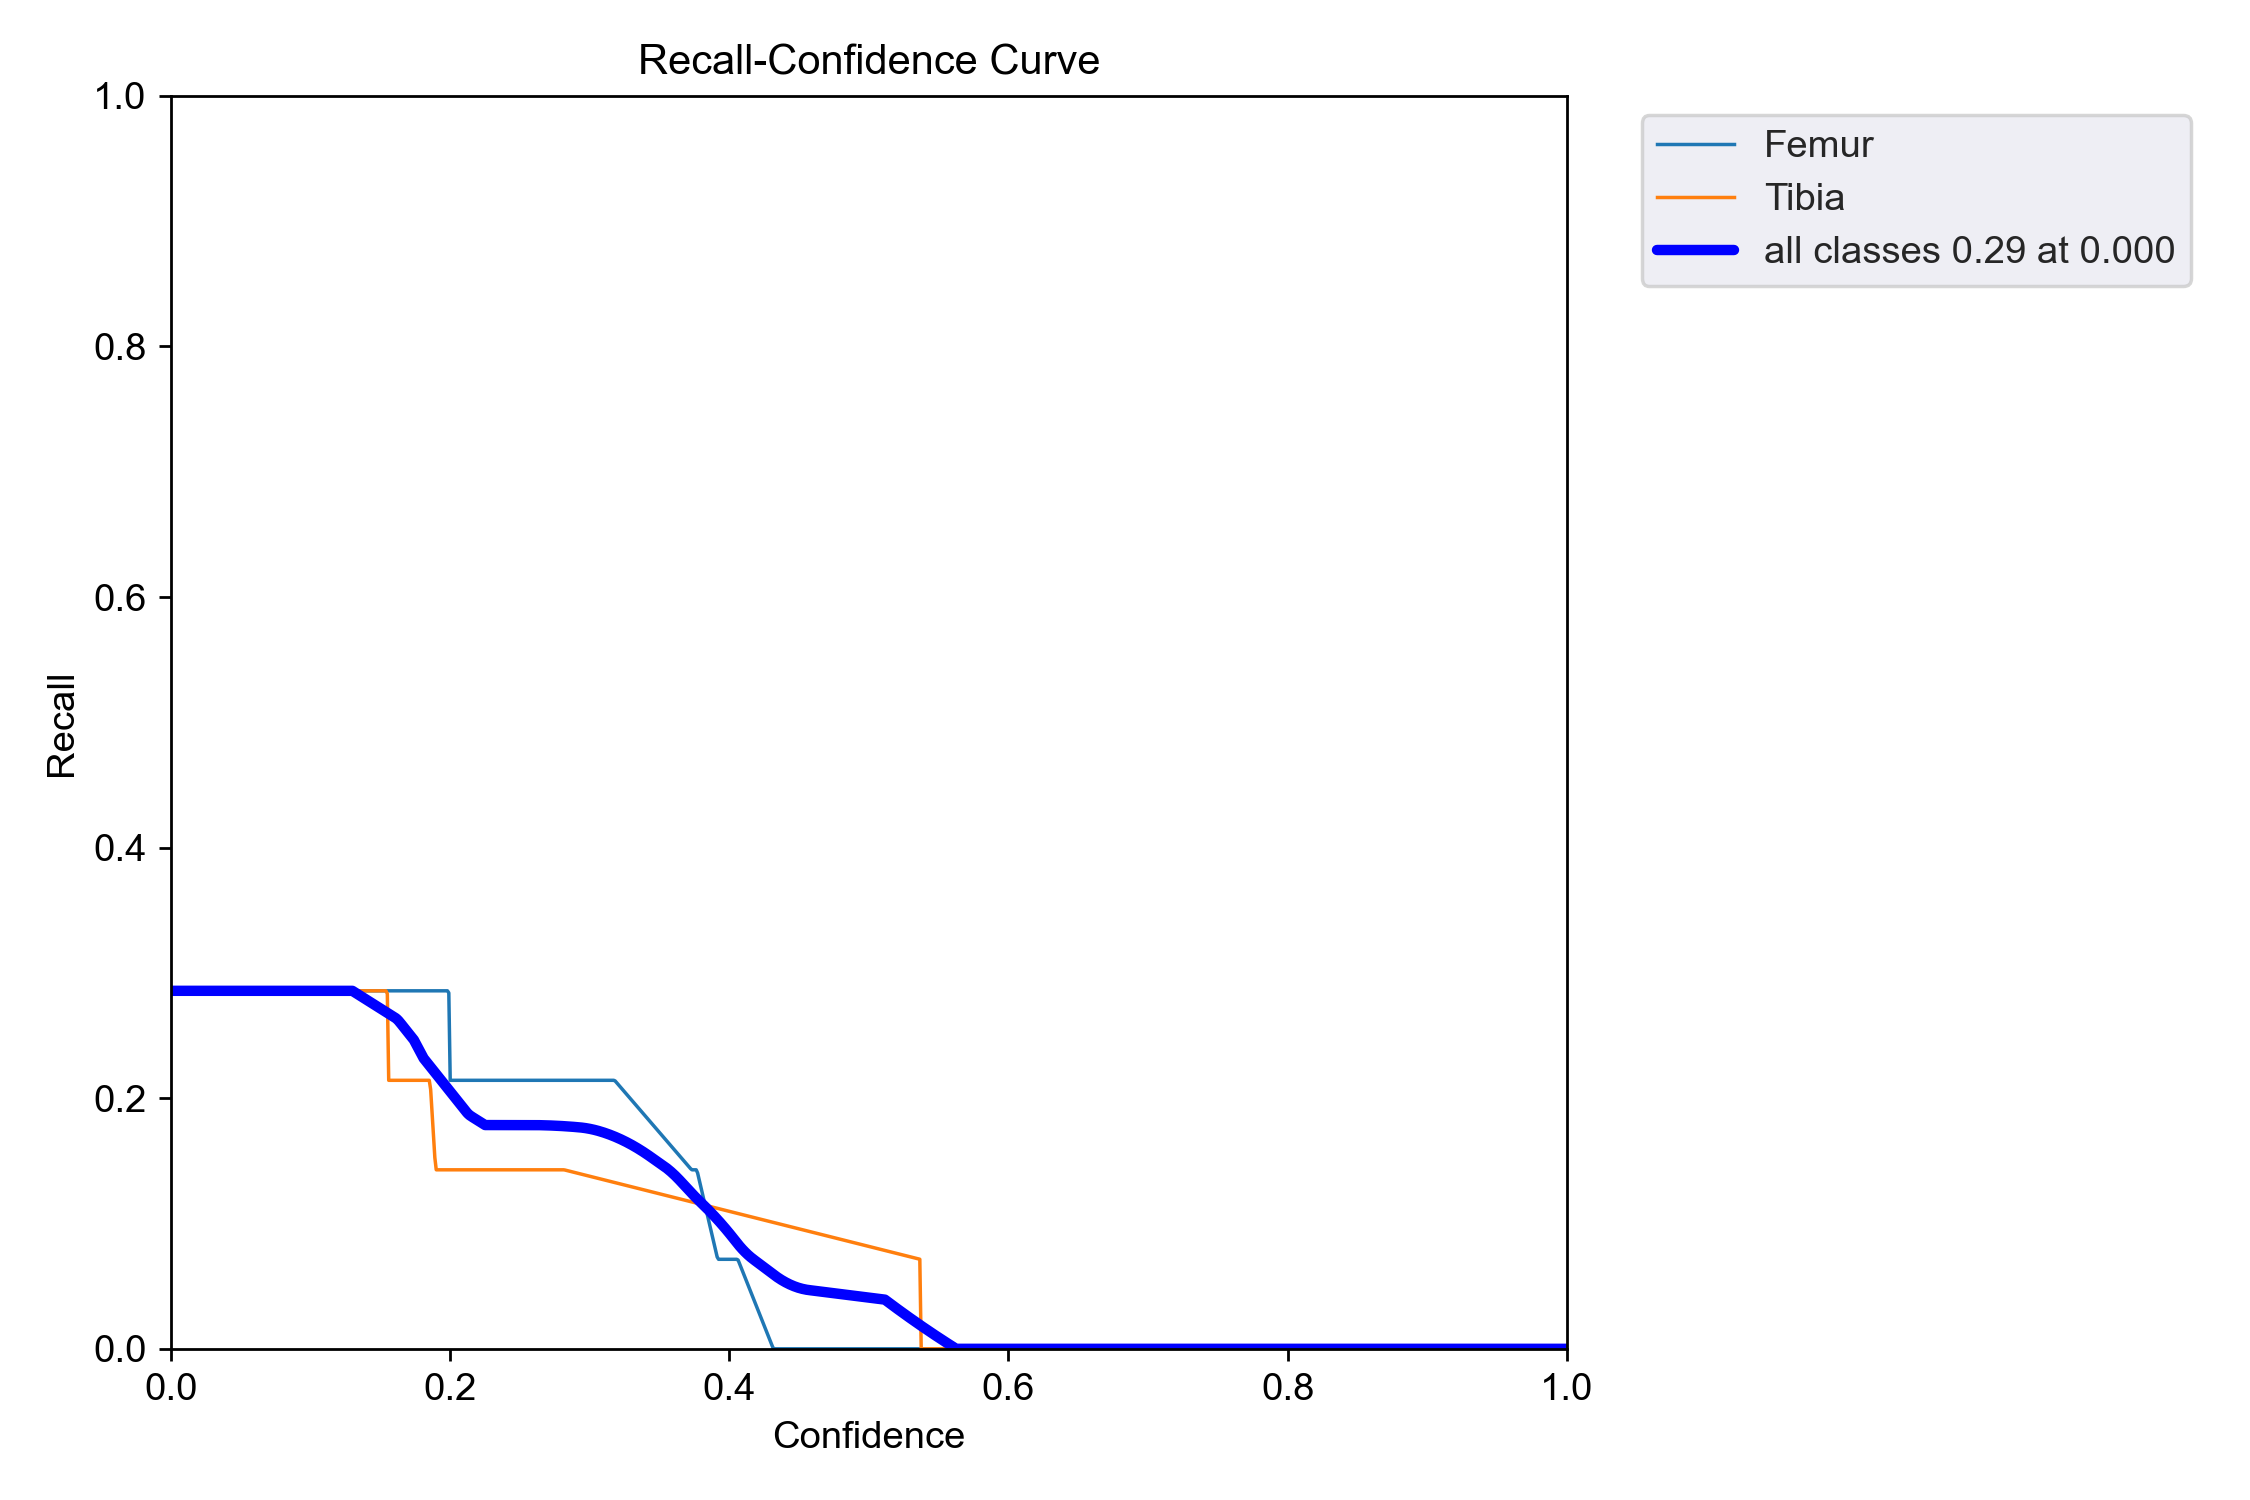 Recall-Confidence Curve
1.0
0.8
0.6
0.4
0.2
0.0
Recall
0.0 0.2 0.4 0.6 0.8 1.0
Confidence
Femur
Tibia
all classes 0.29 at 0.000